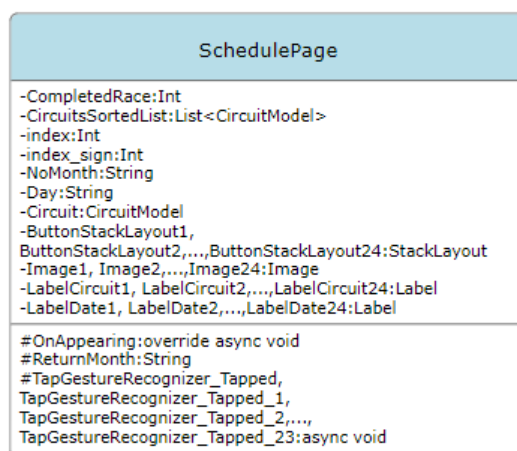 SchedulePage
-CompletedRace:Int
-CircuitsSortedList:List<CircuitModel>
-index:Int
-index_sign:Int
-NoMonth:String
-Day:String
-Circuit:CircuitModel
-ButtonStackLayout1,
ButtonStackLayout2,...,ButtonStackLayout24:StackLayout
-Image1, Image2,...,Image24:Image
-LabelCircuit1, LabelCircuit2,...,LabelCircuit24:Label
-LabelDate1, LabelDate2,...,LabelDate24:Label
#OnAppearing:override async void
#ReturnMonth:String
#TapGestureRecognizer_Tapped,
TapGestureRecognizer_Tapped_1,
TapGestureRecognizer_Tapped_2,...,
TapGestureRecognizer_Tapped_23:async void